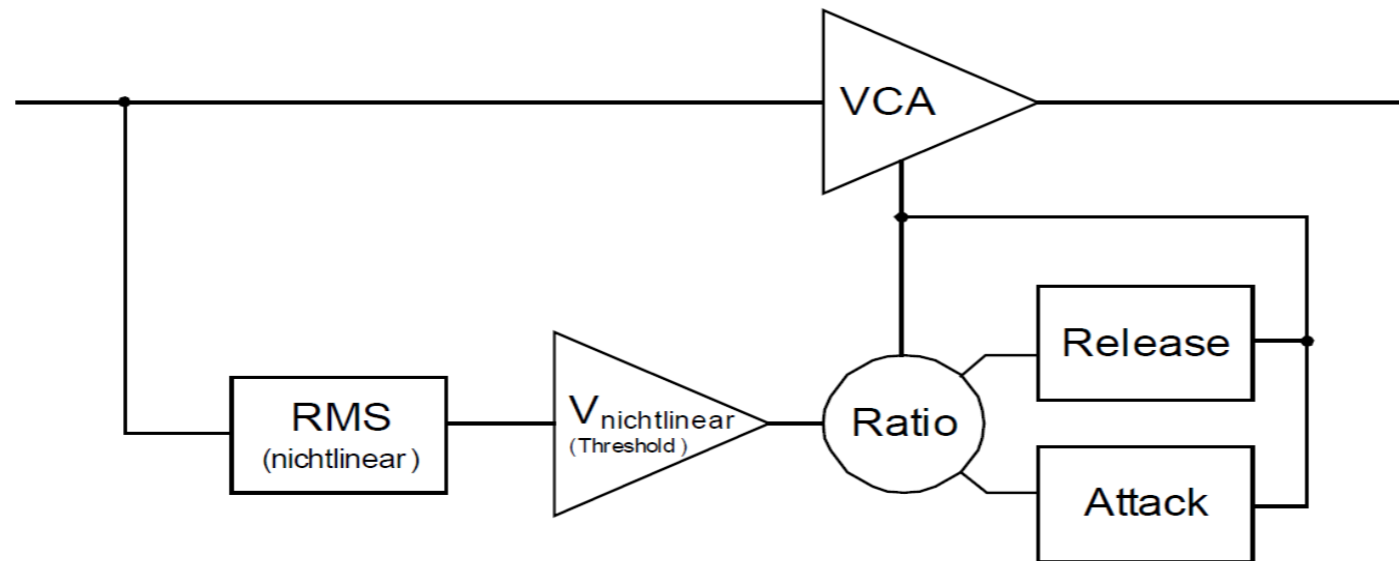 VCA
Release
RMS
(nichtlinear)
Vnichtlinear
(Threshold)
Ratio
Attack